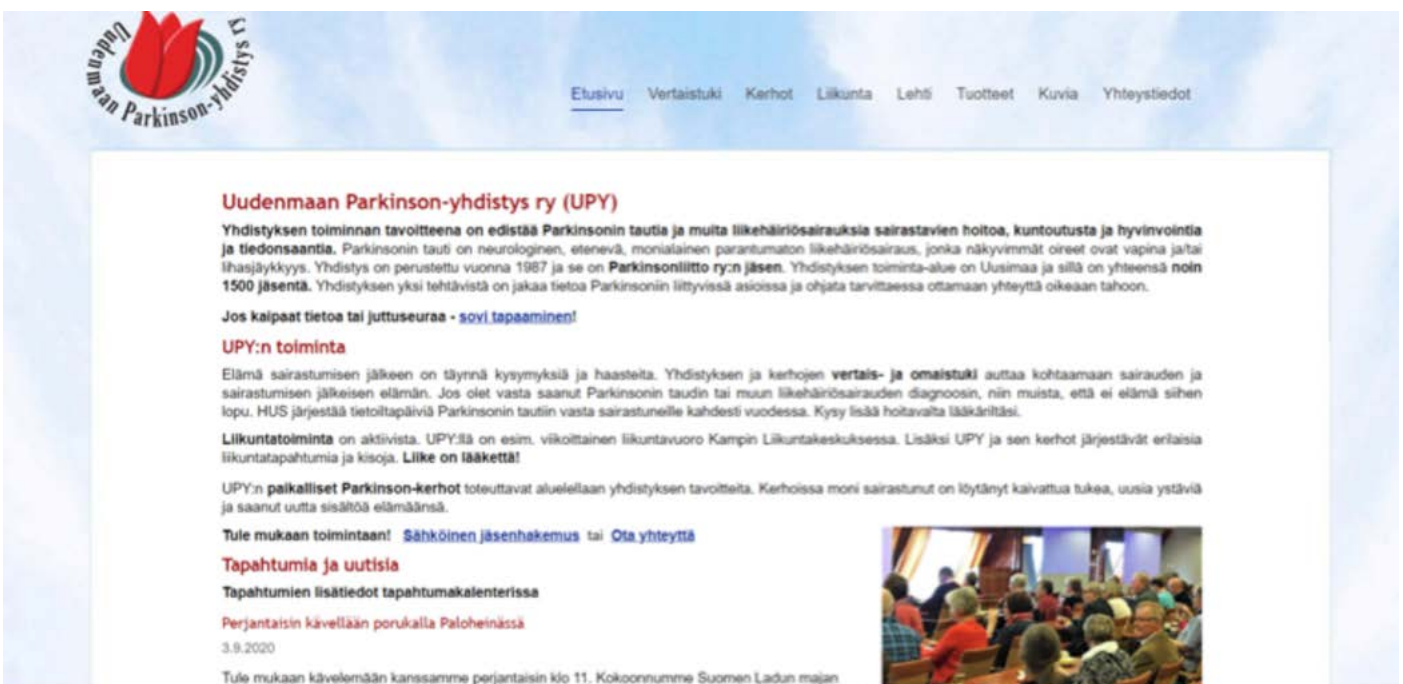 Uudenmaan Parkinson-yhdistys ry
Etusivu Vertaistuki Kerhot Liikunta Lehti Tuotteet Kuvia Yhteystiedot
Uudenmaan Parkinson-yhdistys ry (UPY)
Yhdistyksen toiminnan tavoitteena on edistää Parkinsonin tautia ja muita liikehäiriösairauksia sairastavien hoitoa, kuntoutusta ja hyvinvointia
ja tiedonsaantia. Parkinsonin tauti on neurologinen, etenevä, monialainen parantumaton liikehäiriösairaus, jonka näkyvimmät oireet ovat vapina ja/tai
lihasjäykkyys. Yhdistys on perustettu vuonna 1987 ja se on Parkinsonliitto ry:n jäsen. Yhdistyksen toiminta-alue on Uusimaa ja sillä on yhteensä noin
1500 jäsentä. Yhdistyksen yksi tehtävistä on jakaa tietoa Parkinsoniin liittyvissä asioissa ja ohjata tarvittaessa ottamaan yhteyttä oikeaan tahoon.
Jos kaipaat tietoa tai juttuseuraa - sovi tapaaminen!
UPY:n toiminta
Elämä sairastumisen jälkeen on täynnä kysymyksiä ja haasteita. Yhdistyksen ja kerhojen vertais- ja omaistuki auttaa kohtaamaan sairauden ja
sairastumisen jälkeisen elämän. Jos olet vasta saanut Parkinsonin taudin tai muun liikehäiriösairauden diagnoosin, niin muista, että ei elämä siihen
lopu. HUS järjestää tietoiltapäiviä Parkinsonin tautiin vasta sairastuneille kahdesti vuodessa. Kysy lisää hoitavalta lääkäriltäsi.
Liikuntatoiminta on aktiivista. UPY:llä on esim. viikoittainen liikuntavuoro Kampin Liikuntakeskuksessa. Lisäksi UPY ja sen kerhot järjestävät erilaisia
liikuntatapahtumia ja kisoja. Liike on lääkettä!
UPY:n paikalliset Parkinson-kerhot toteuttavat aluelellaan yhdistyksen tavoitteita. Kerhoissa moni sairastunut on löytänyt kaivattua tukea, uusia ystäviä
ja saanut uutta sisältöä elämäänsä.
Tule mukaan toimintaan! Sähköinen jäsenhakemus tai Ota yhteyttä
Tapahtumia ja uutisia
Tapahtumien lisätiedot tapahtumakalenterissa
Perjantaisin kävellään porukalla Paloheinässä
3.9.2020
Tule mukaan kävelemään kanssamme perjantaisin klo 11. Kokoonnumme Suomen Ladun majan